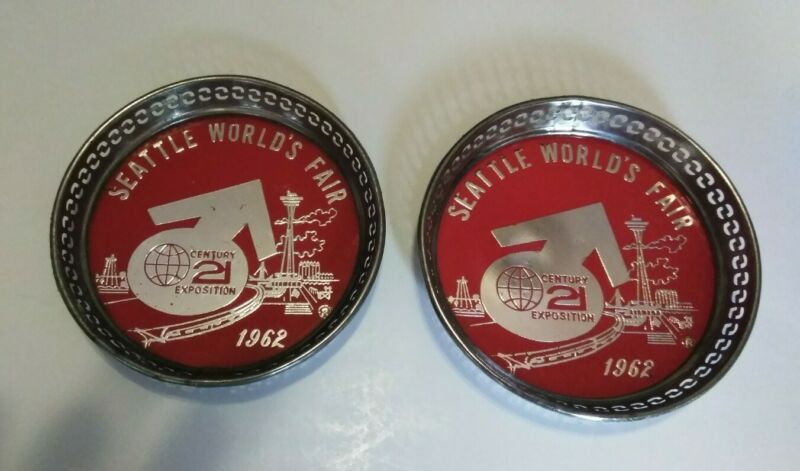 SEATTLE WORLD'S FAIR
CENTURY
21
EXPOSITION
®
1962
SEATTLE WORLD'S FAIR
CENTURY
21
EXPOSITION
®
1962